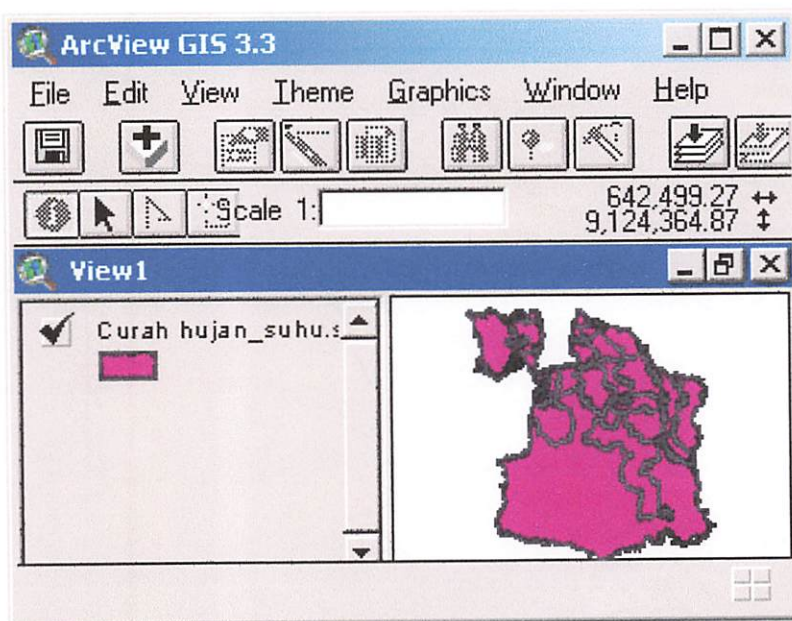 ArcView GIS 3.3
File Edit View Theme Graphics Window Help
Scale 1: 642,499.27
9,124,364.87
View1
Curah hujan_suhu.s